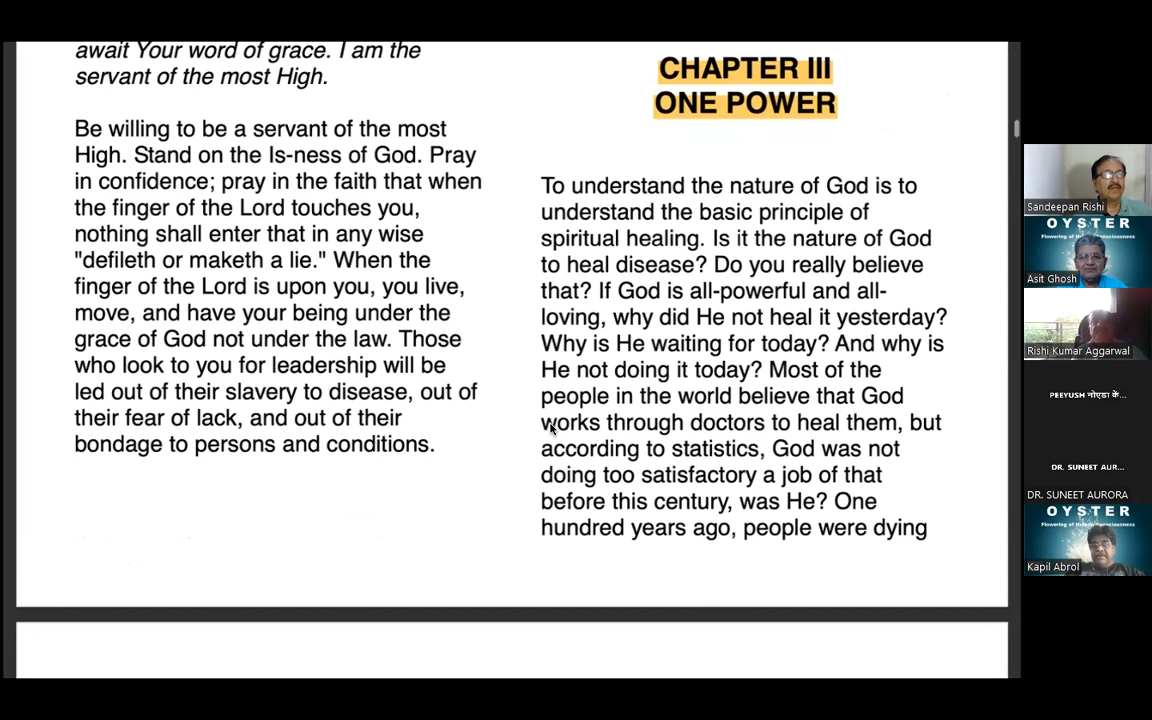 await Your word of grace. I am the
servant of the most High.
Be willing to be a servant of the most
High. Stand on the Is-ness of God. Pray
in confidence; pray in the faith that when
the finger of the Lord touches you,
nothing shall enter that in any wise
"defileth or maketh a lie." When the
finger of the Lord is upon you, you live,
move, and have your being under the
grace of God not under the law. Those
who look to you for leadership will be
led out of their slavery to disease, out of
their fear of lack, and out of their
bondage to persons and conditions.
CHAPTER III
ONE POWER
To understand the nature of God is to
understand the basic principle of
spiritual healing. Is it the nature of God
to heal disease? Do you really believe
that? If God is all-powerful and all-
loving, why did He not heal it yesterday?
Why is He waiting for today? And why is
He not doing it today? Most of the
people in the world believe that God
works through doctors to heal them, but
according to statistics, God was not
doing too satisfactory a job of that
before this century, was He? One
hundred years ago, people were dying
Sandeepan Rishi
OYSTER
Flowering of Human Consciousness
Asit Ghosh
Rishi Kumar Aggarwal
PEEYUSH नोएडा के...
DR. SUNEET AUR...
DR. SUNEET AURORA
OYSTER
Flowering of Human Consciousness
Kapil Abrol